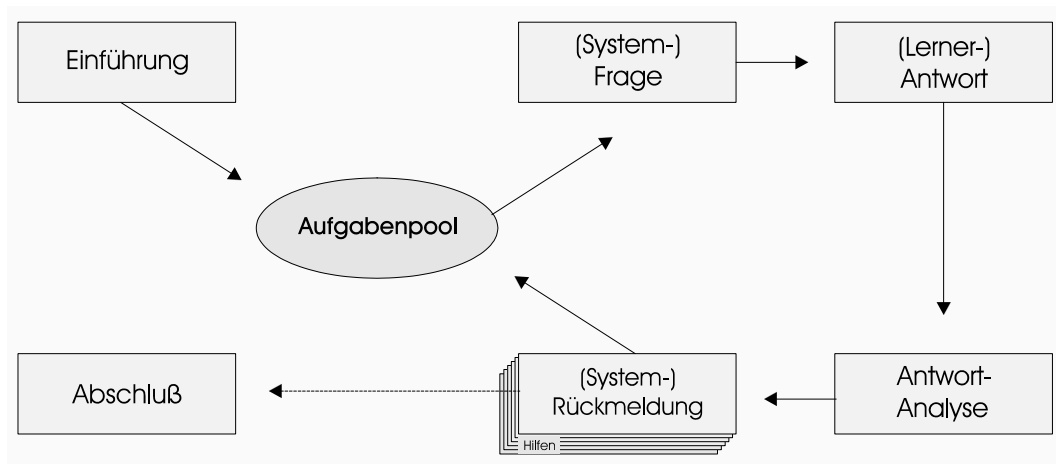 Einführung
(System-)
Frage
(Lerner-)
Antwort
Aufgabenpool
Abschluß
(System-)
Rückmeldung
Hilfen
Antwort-
Analyse